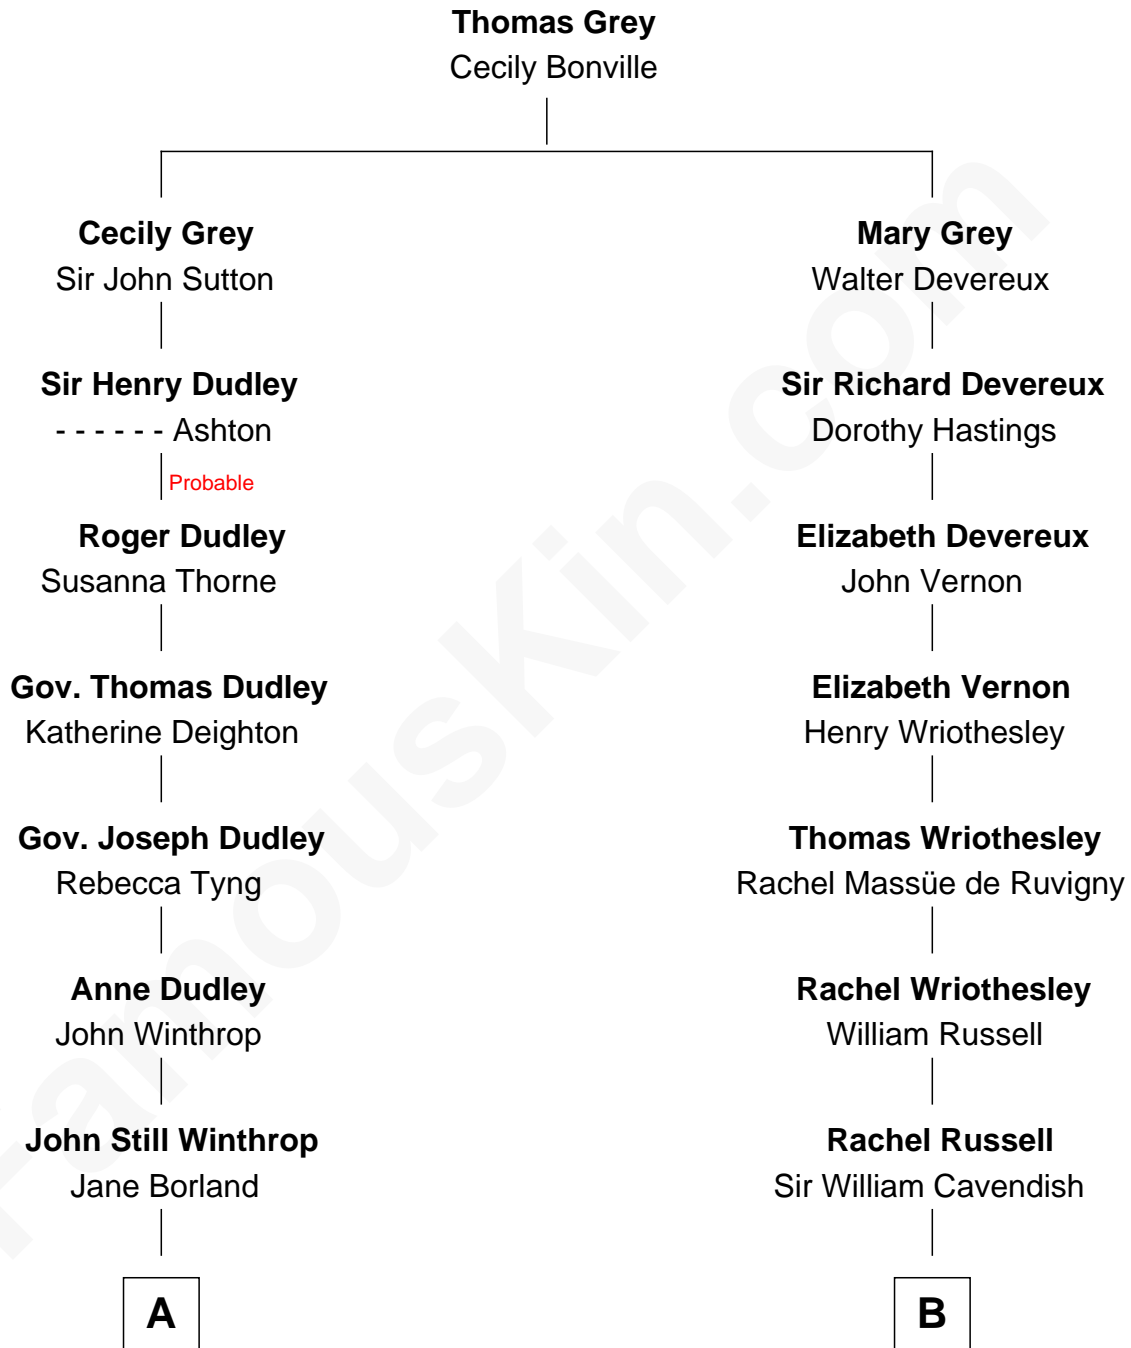 Thomas Grey
Cecily Bonville
Cecily Grey
Sir John Sutton
Mary Grey
Walter Devereux
Sir Henry Dudley
- - - - - - Ashton
Sir Richard Devereux
Dorothy Hastings
Probable
Roger Dudley
Susanna Thorne
Elizabeth Devereux
John Vernon
Gov. Thomas Dudley
Katherine Deighton
Elizabeth Vernon
Henry Wriothesley
Gov. Joseph Dudley
Rebecca Tyng
Thomas Wriothesley
Rachel Massüe de Ruvigny
Anne Dudley
John Winthrop
Rachel Wriothesley
William Russell
John Still Winthrop
Jane Borland
Rachel Russell
Sir William Cavendish
A
B
FamousKin.com